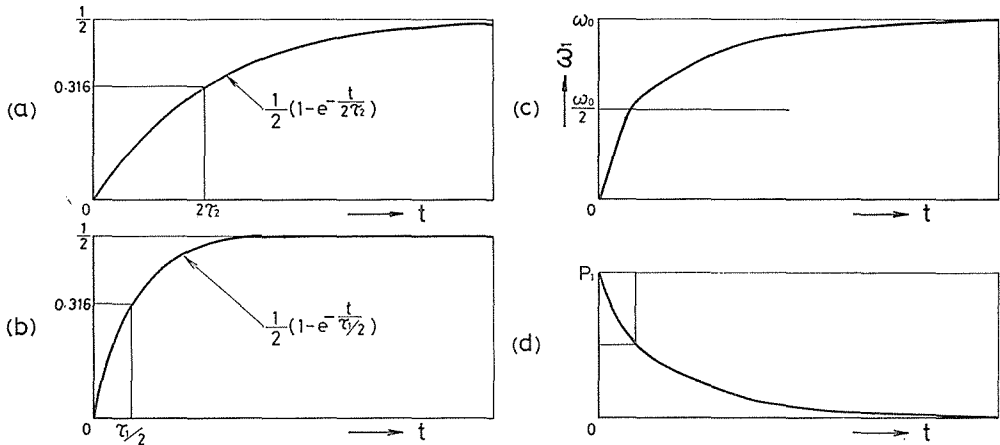 (a)
1/2
0.316
0
2τ₂
t
1/2 (1-e^{-t/2τ₂})
(b)
1/2
0.316
0
τ₁/2
t
1/2 (1-e^{-t/τ₁/2})
(c)
ω₀
ω₀/2
ω₁
0
t
(d)
P₁
0
t